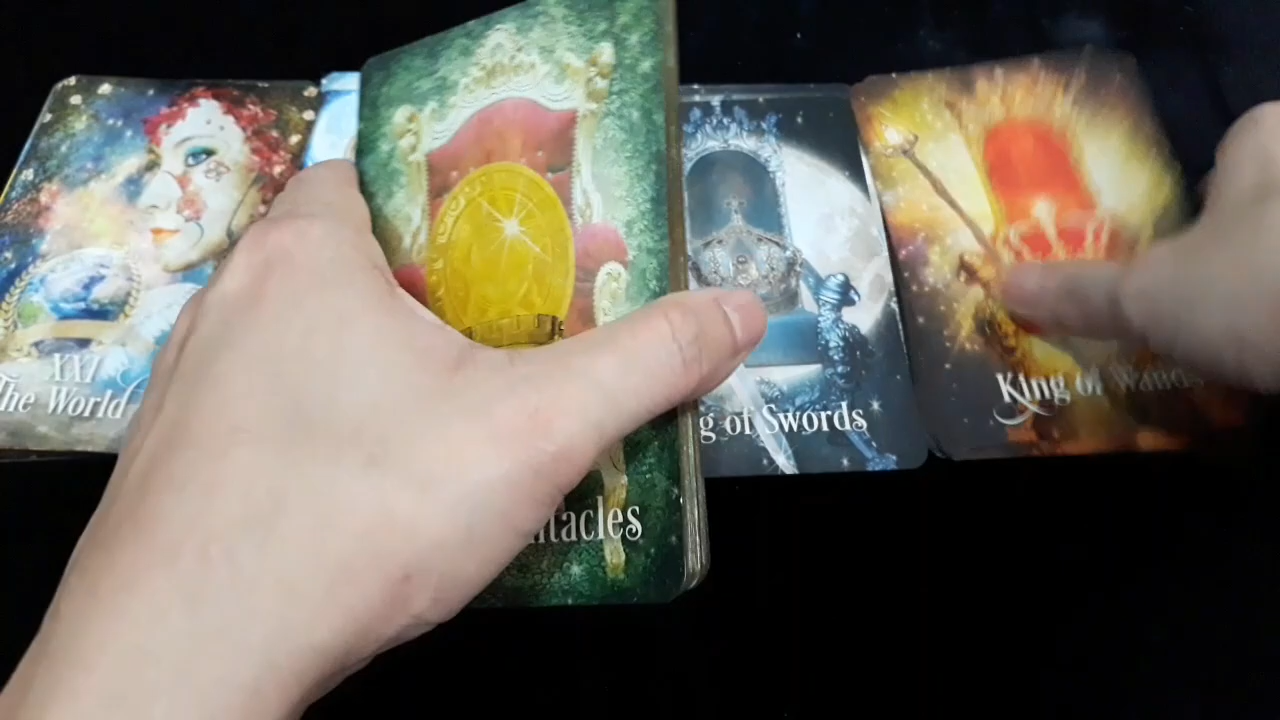 XXI
The World
ntacles
g of Swords
King of Wands